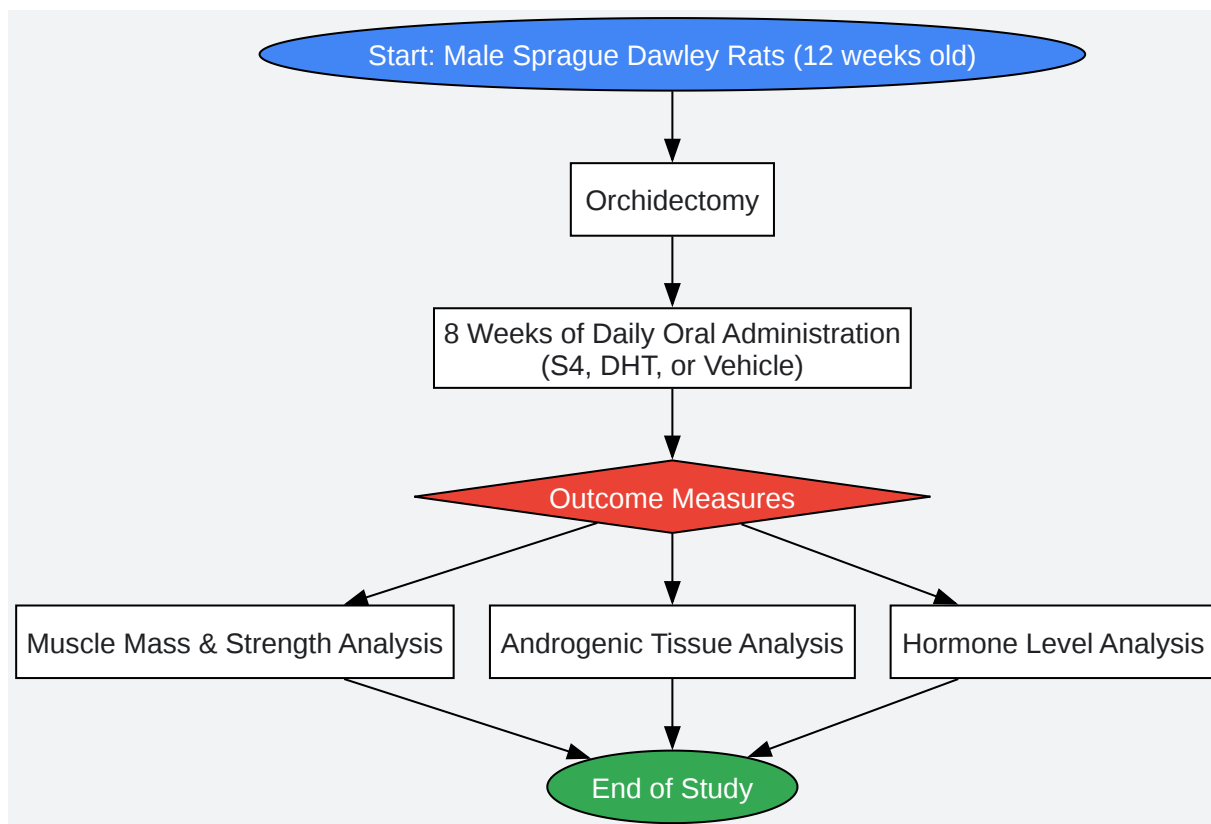 Start: Male Sprague Dawley Rats (12 weeks old)
Orchidectomy
8 Weeks of Daily Oral Administration
(S4, DHT, or Vehicle)
Outcome Measures
Muscle Mass & Strength Analysis
Androgenic Tissue Analysis
Hormone Level Analysis
End of Study